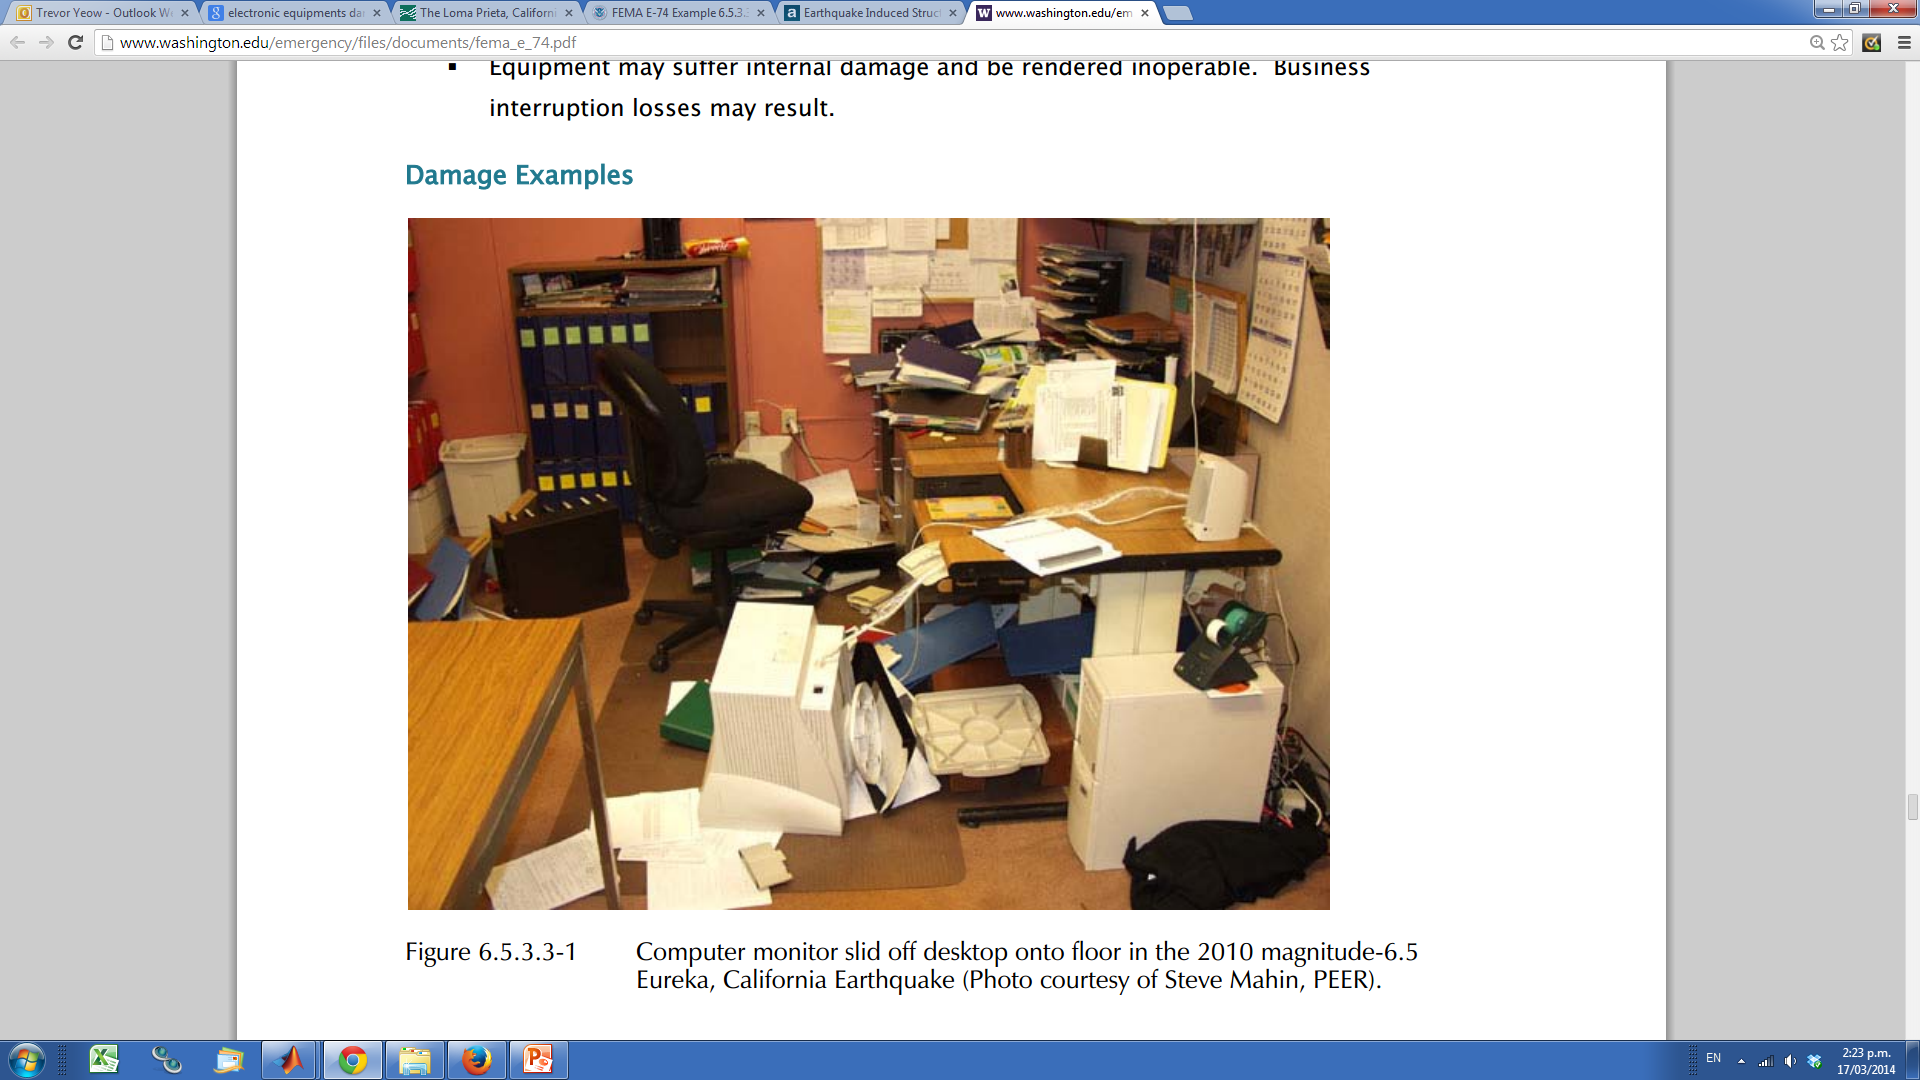 Trevor Yeow - Outlook We
electronic equipments da
The Loma Prieta, Californi
FEMA E-74 Example 6.5.3.3
Earthquake Induced Struc
www.washington.edu/em
www.washington.edu/emergency/files/documents/fema_e_74.pdf
Equipment may suffer internal damage and be rendered inoperable. Business
interruption losses may result.
Damage Examples
Figure 6.5.3.3-1 Computer monitor slid off desktop onto floor in the 2010 magnitude-6.5
Eureka, California Earthquake (Photo courtesy of Steve Mahin, PEER).
EN
2:23 p.m.
17/03/2014